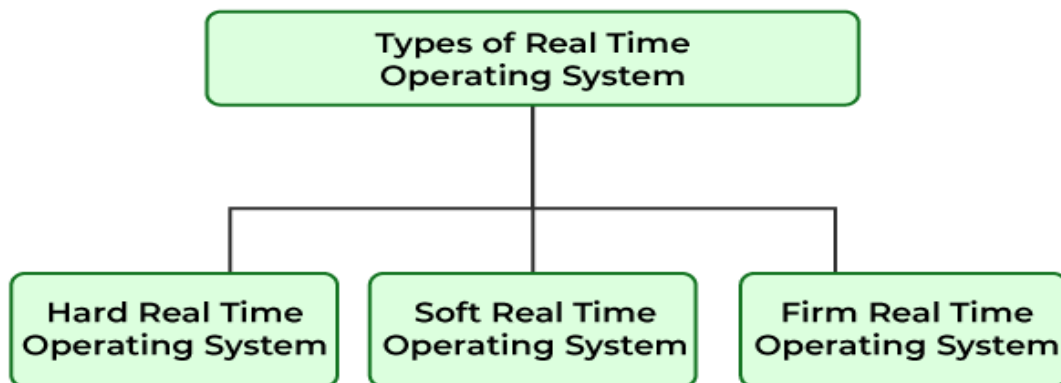 Types of Real Time
Operating System
Hard Real Time
Operating System
Soft Real Time
Operating System
Firm Real Time
Operating System